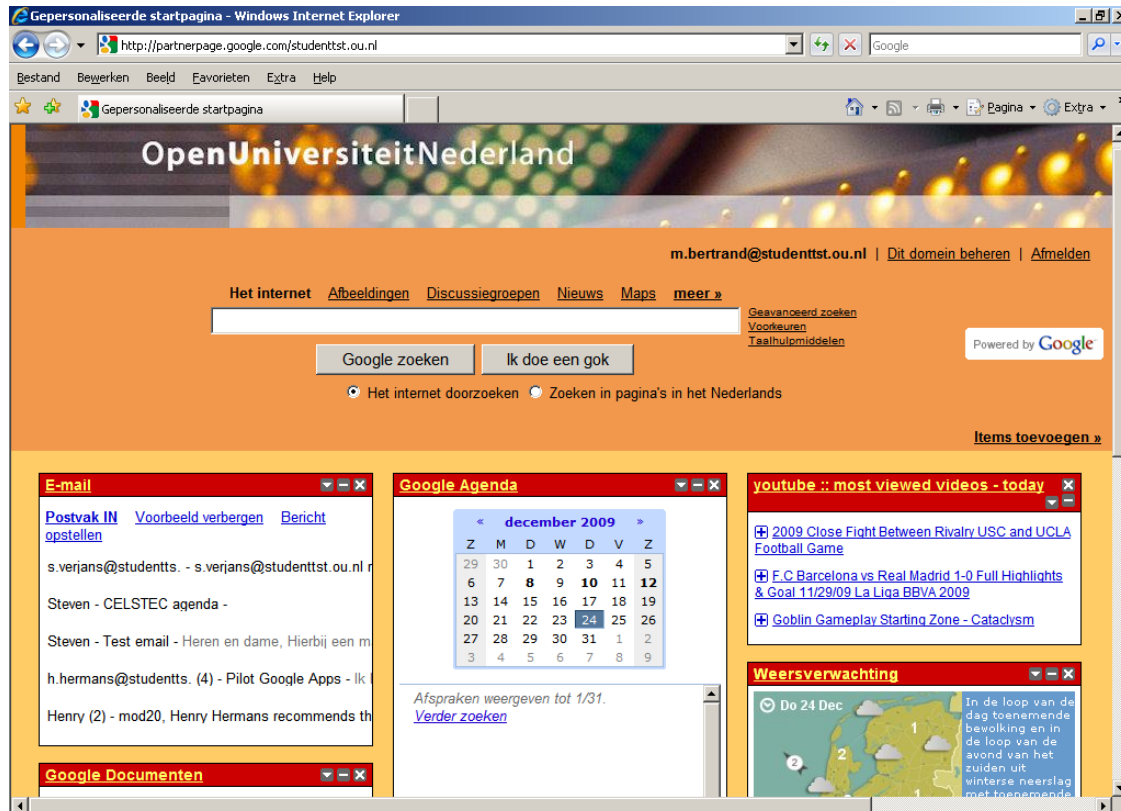 Gepersonaliseerde startpagina - Windows Internet Explorer
http://partnerpage.google.com/studenttst.ou.nl
Google
Bestand Bewerken Beeld Favorieten Extra Help
Gepersonaliseerde startpagina
Pagina Extra
OpenUniversiteitNederland
m.bertrand@studenttst.ou.nl | Dit domein beheren | Afmelden
Het internet Afbeeldingen Discussiegroepen Nieuws Maps meer »
Geavanceerd zoeken
Voorkeuren
Taalhulpmiddelen
Powered by Google
Google zoeken Ik doe een gok
Het internet doorzoeken Zoeken in pagina's in het Nederlands
Items toevoegen »
E-mail
Postvak IN Voorbeeld verbergen Bericht
opstellen
s.verjans@studentts. - s.verjans@studenttst.ou.nl
Steven - CELSTEC agenda -
Steven - Test email - Heren en dame, Hierbij een
h.hermans@studentts. (4) - Pilot Google Apps - Ik
Henry (2) - mod20, Henry Hermans recommends th
Google Documenten
Google Agenda
« december 2009 »
Z M D W D V Z
29 30 1 2 3 4 5
6 7 8 9 10 11 12
13 14 15 16 17 18 19
20 21 22 23 24 25 26
27 28 29 30 31 1 2
3 4 5 6 7 8 9
Afspraken weergeven tot 1/31.
Verder zoeken
youtube :: most viewed videos - today
2009 Close Fight Between Rivalry USC and UCLA
Football Game
F.C Barcelona vs Real Madrid 1-0 Full Highlights
& Goal 11/29/09 La Liga BBVA 2009
Goblin Gameplay Starting Zone - Cataclysm
Weersverwachting
Do 24 Dec
1
2
2
1
In de loop van de
dag toenemende
bewolking en in
de loop van de
avond van het
zuiden uit
winterse neerslag
met toenemende